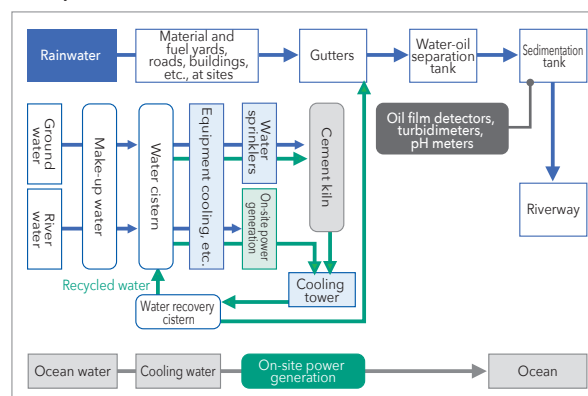 Rainwater
Material and
fuel yards,
roads, buildings,
etc., at sites
Gutters
Water-oil
separation
tank
Sedimentation
tank
Oil film detectors,
turbidimeters,
pH meters
Riverway
Ground
water
River
water
Make-up water
Water cistern
Equipment cooling, etc.
Water
sprinklers
On-site power
generation
Cement kiln
Cooling
tower
Recycled water
Water recovery
cistern
Ocean water
Cooling water
On-site power
generation
Ocean